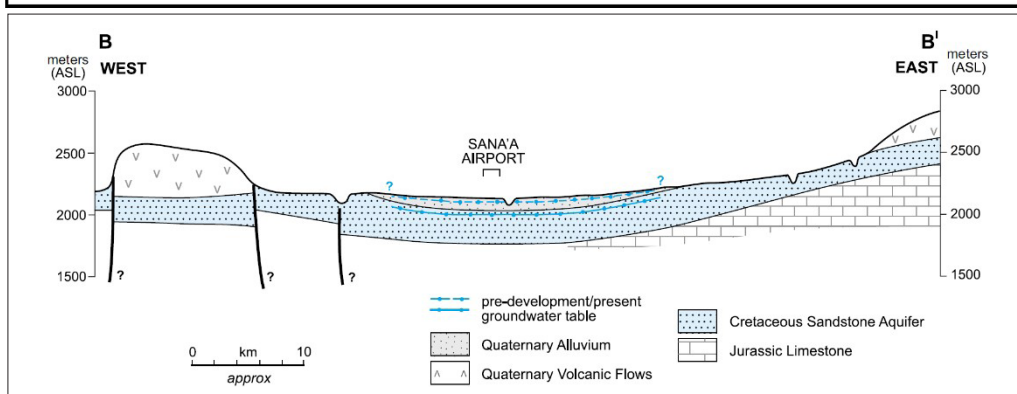 B
WEST
meters
(ASL)
3000
2500
2000
1500
SANA'A
AIRPORT
?
?
?
?
?
B'
EAST
meters
(ASL)
3000
2500
2000
1500
0 km 10
approx
pre-development/present
groundwater table
Quaternary Alluvium
Quaternary Volcanic Flows
Cretaceous Sandstone Aquifer
Jurassic Limestone